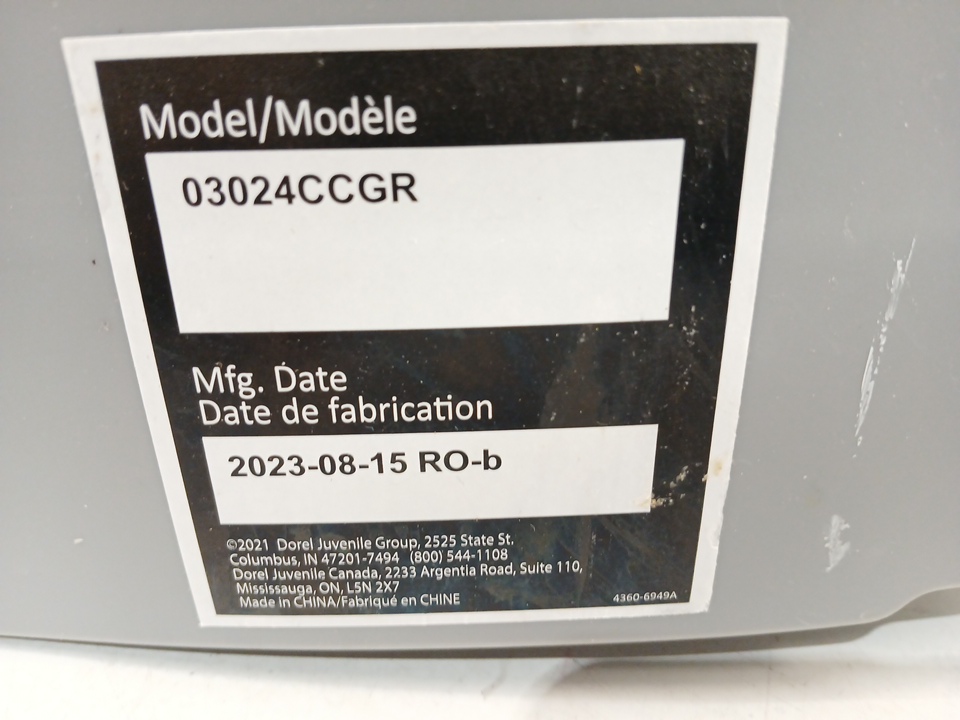 Model/Modèle
03024CCGR
Mfg. Date
Date de fabrication
2023-08-15 RO-b
©2021 Dorel Juvenile Group, 2525 State St.
Columbus, IN 47201-7494 (800) 544-1108
Dorel Juvenile Canada, 2233 Argentia Road, Suite 110,
Mississauga, ON, L5N 2X7
Made in CHINA/Fabriqué en CHINE
4360-6949A